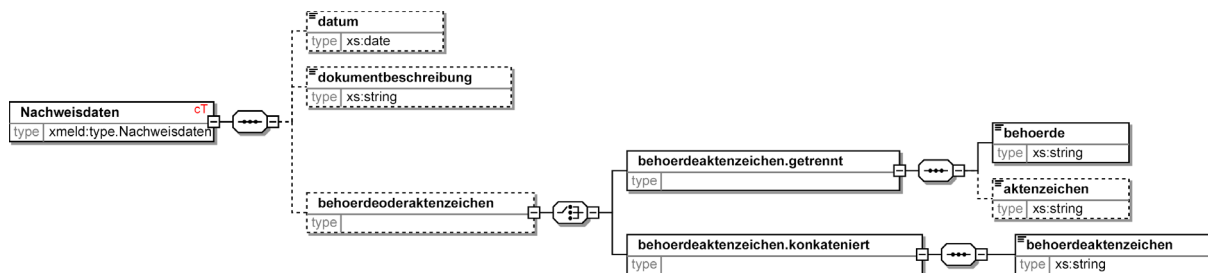 datum
type xs:date
dokumentbeschreibung
type xs:string
Nachweisdaten cT
type xmeld:type.Nachweisdaten
behoerdeoderaktenzeichen
type
behoerdeaktenzeichen.getrennt
type
behoerde
type xs:string
aktenzeichen
type xs:string
behoerdeaktenzeichen.konkateniert
type
behoerdeaktenzeichen
type xs:string